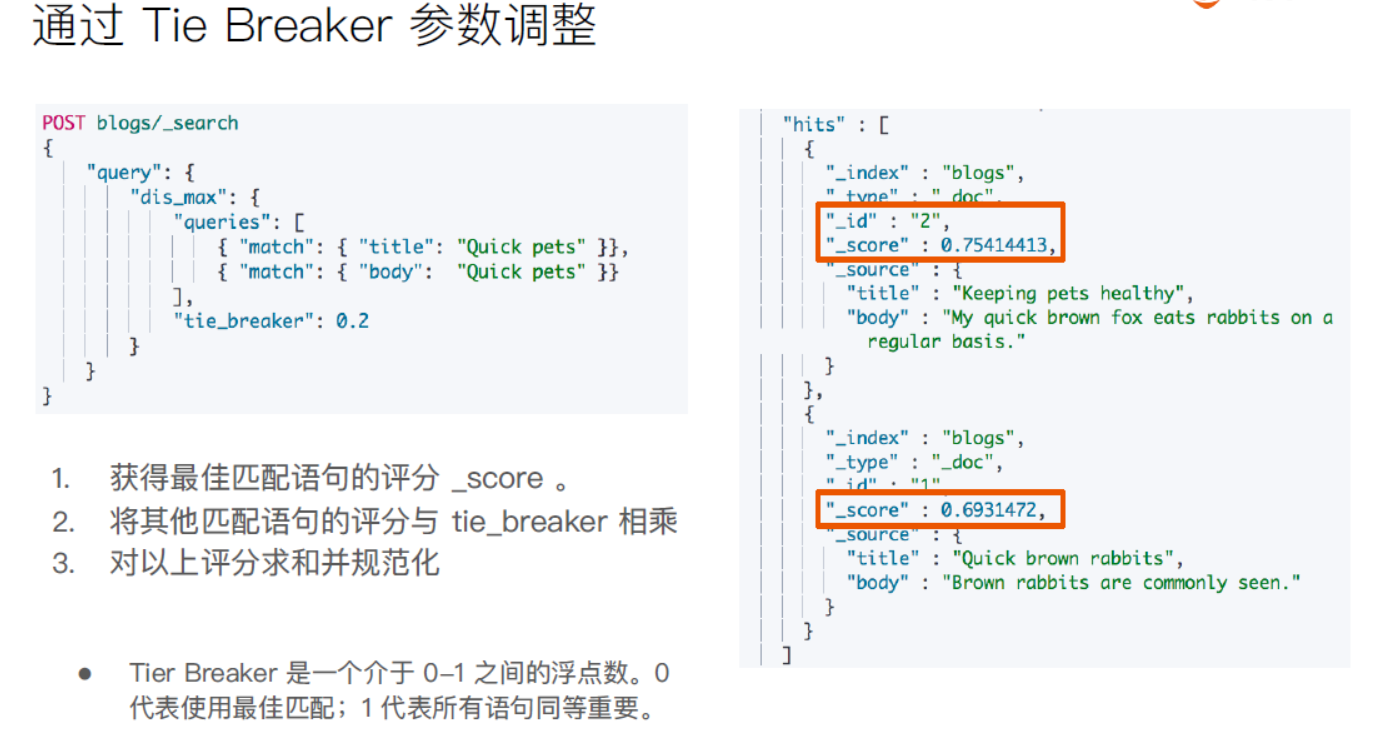 通过 Tie Breaker 参数调整
POST blogs/_search
{
"query": {
"dis_max": {
"queries": [
{ "match": { "title": "Quick pets" }},
{ "match": { "body": "Quick pets" }}
],
"tie_breaker": 0.2
}
}
}
1. 获得最佳匹配语句的评分 _score 。
2. 将其他匹配语句的评分与 tie_breaker 相乘
3. 对以上评分求和并规范化
● Tier Breaker 是一个介于 0–1 之间的浮点数。0
代表使用最佳匹配；1 代表所有语句同等重要。
"hits" : [
{
"_index" : "blogs",
"_type" : "_doc",
"_id" : "2",
"_score" : 0.75414413,
"_source" : {
"title" : "Keeping pets healthy",
"body" : "My quick brown fox eats rabbits on a
regular basis."
}
},
{
"_index" : "blogs",
"_type" : "_doc",
"_id" : "1",
"_score" : 0.6931472,
"_source" : {
"title" : "Quick brown rabbits",
"body" : "Brown rabbits are commonly seen."
}
}
]